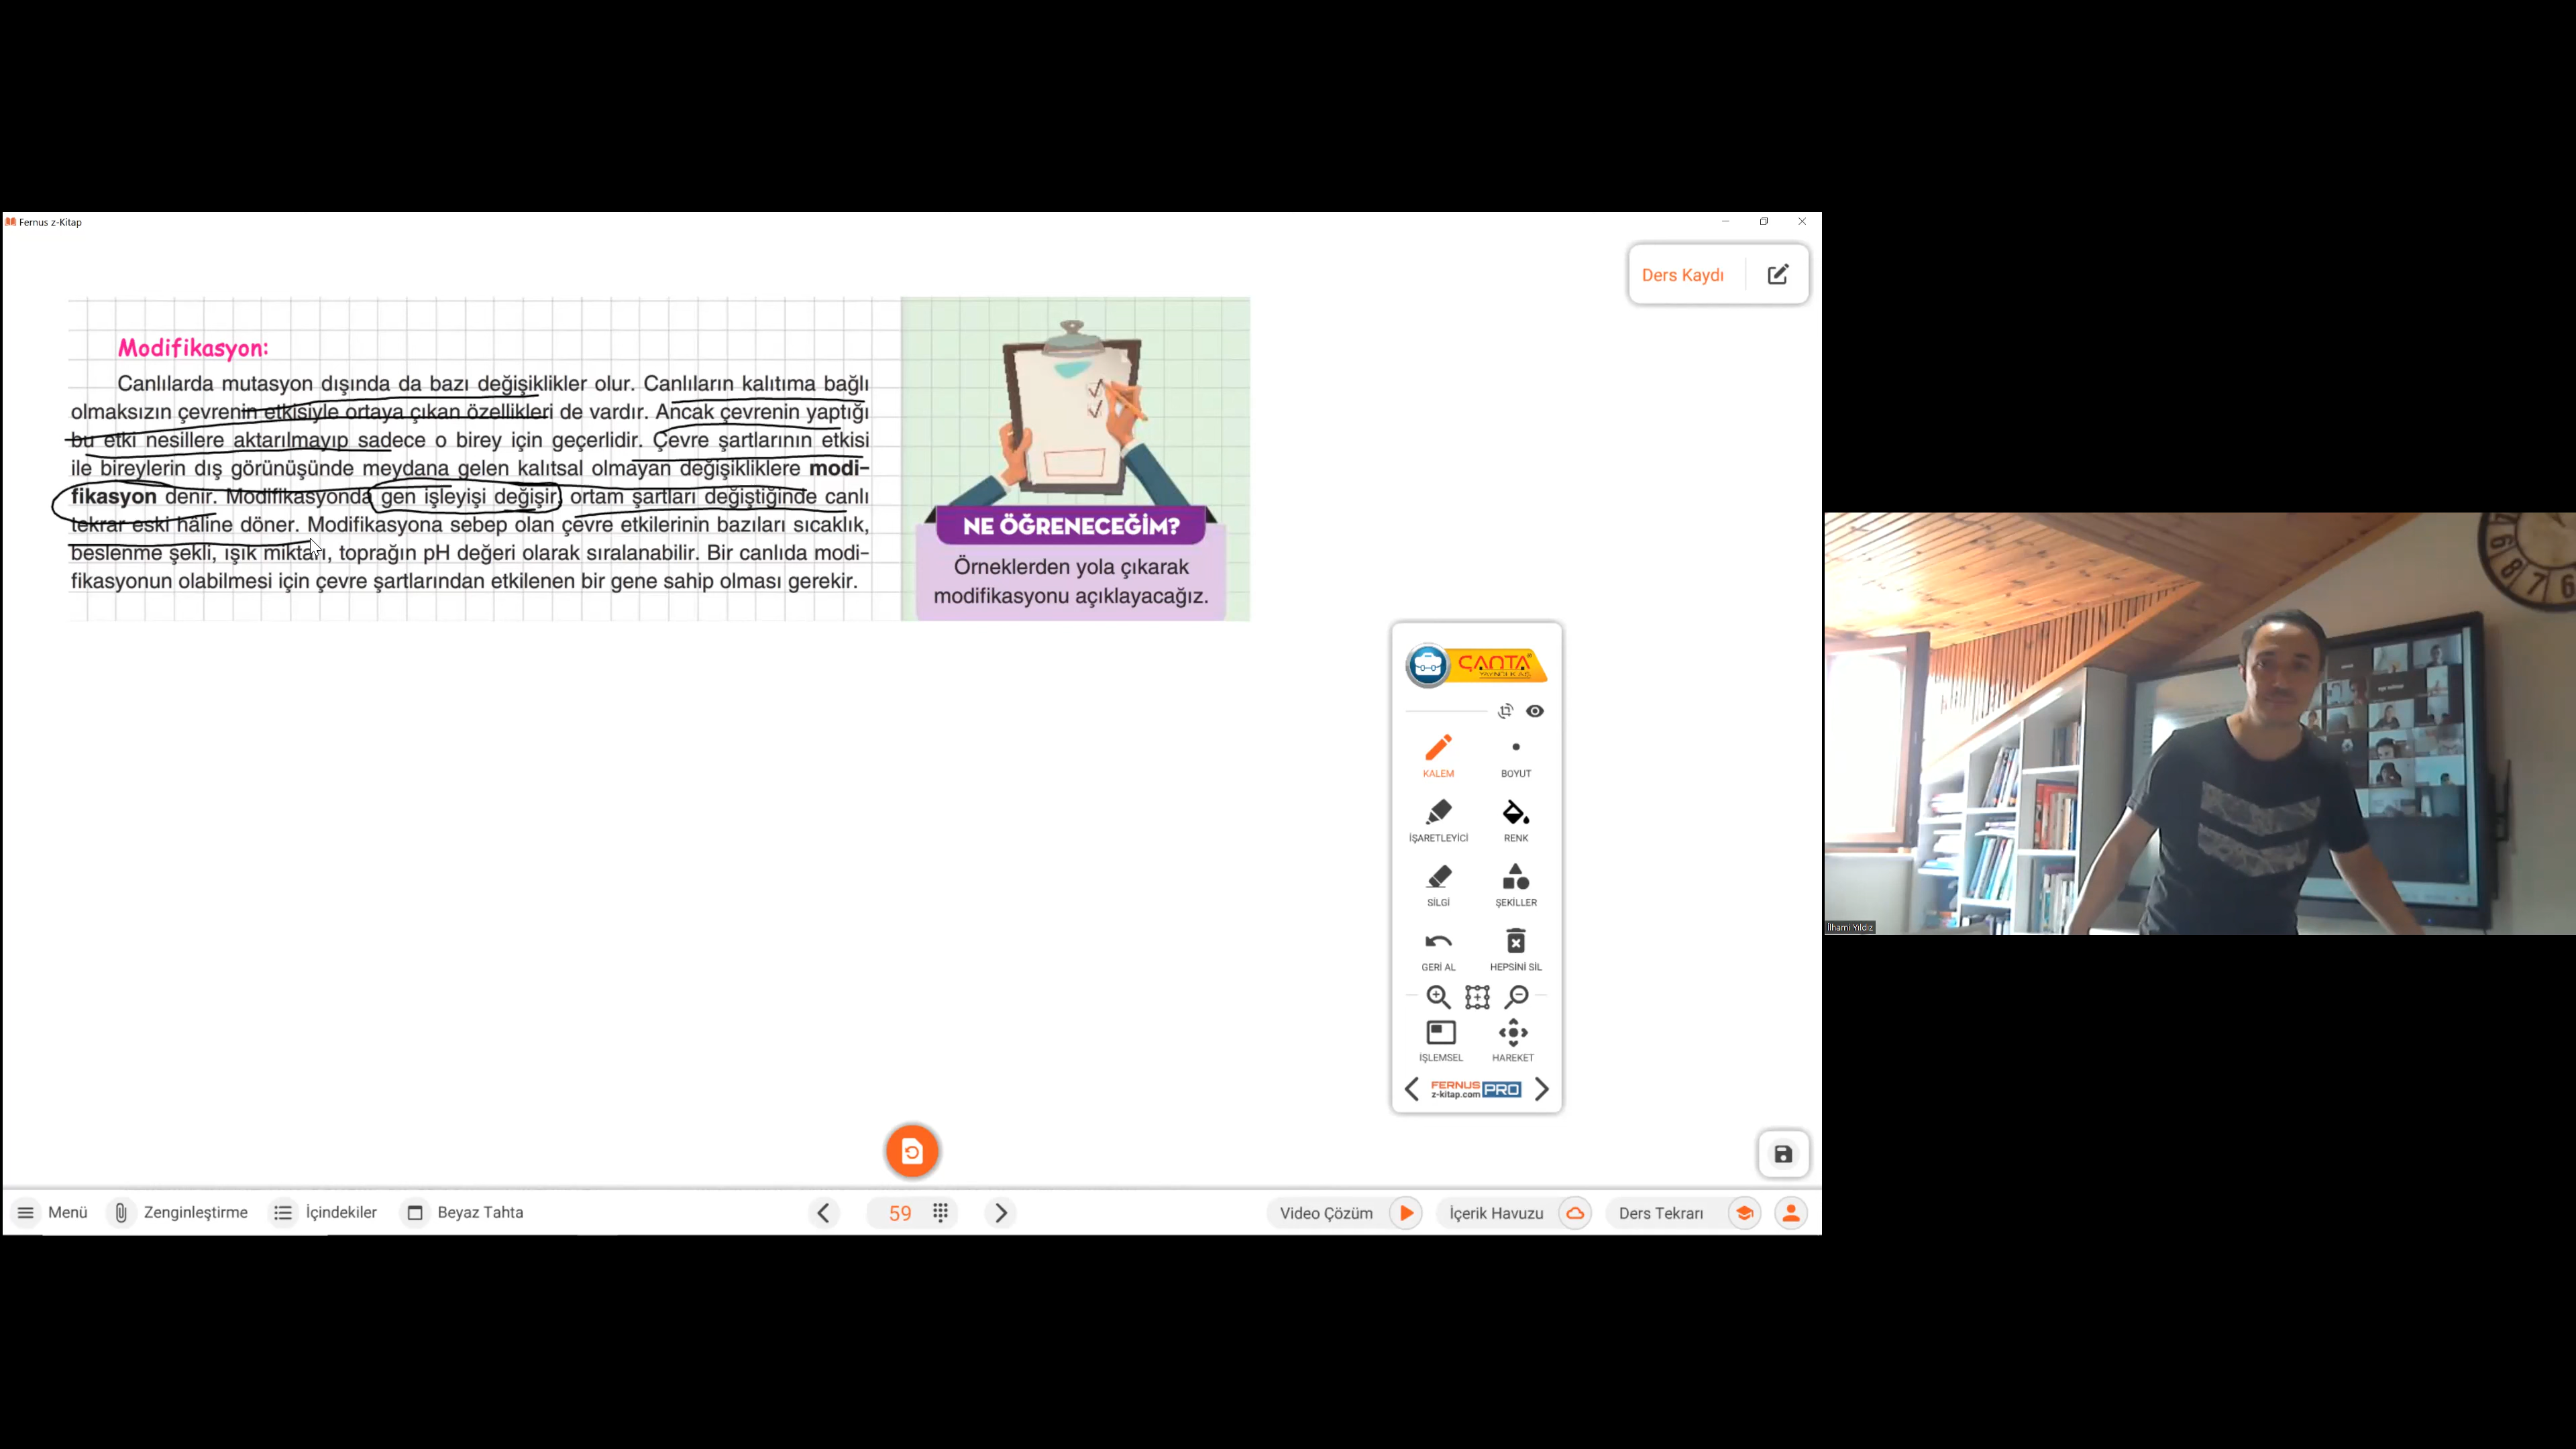 Fernus z-Kitap
Ders Kaydı
Modifikasyon:
Canlılarda mutasyon dışında da bazı değişiklikler olur. Canlıların kalıtıma bağlı
olmaksızın çevrenin etkisiyle ortaya çıkan özellikleri de vardır. Ancak çevrenin yaptığı
bu etki nesillere aktarılmayıp sadece o birey için geçerlidir. Çevre şartlarının etkisi
ile bireylerin dış görünüşünde meydana gelen kalıtsal olmayan değişikliklere modi-
fikasyon denir. Modifikasyonda gen işleyişi değişir, ortam şartları değiştiğinde canlı
tekrar eski hâline döner. Modifikasyona sebep olan çevre etkilerinin bazıları sıcaklık,
beslenme şekli, ışık miktarı, toprağın pH değeri olarak sıralanabilir. Bir canlıda modi-
fikasyonun olabilmesi için çevre şartlarından etkilenen bir gene sahip olması gerekir.
NE ÖĞRENECEĞİM?
Örneklerden yola çıkarak
modifikasyonu açıklayacağız.
ÇANTA
YAYINCILIK A.Ş.
KALEM BOYUT
İŞARETLEYİCİ RENK
SİLGİ ŞEKİLLER
GERİ AL HEPSİNİ SİL
İŞLEMSEL HAREKET
FERNUS PRO
z-kitap.com
Menü Zenginleştirme İçindekiler Beyaz Tahta 59 Video Çözüm İçerik Havuzu Ders Tekrarı
İlhami Yıldız
9
8
7
6